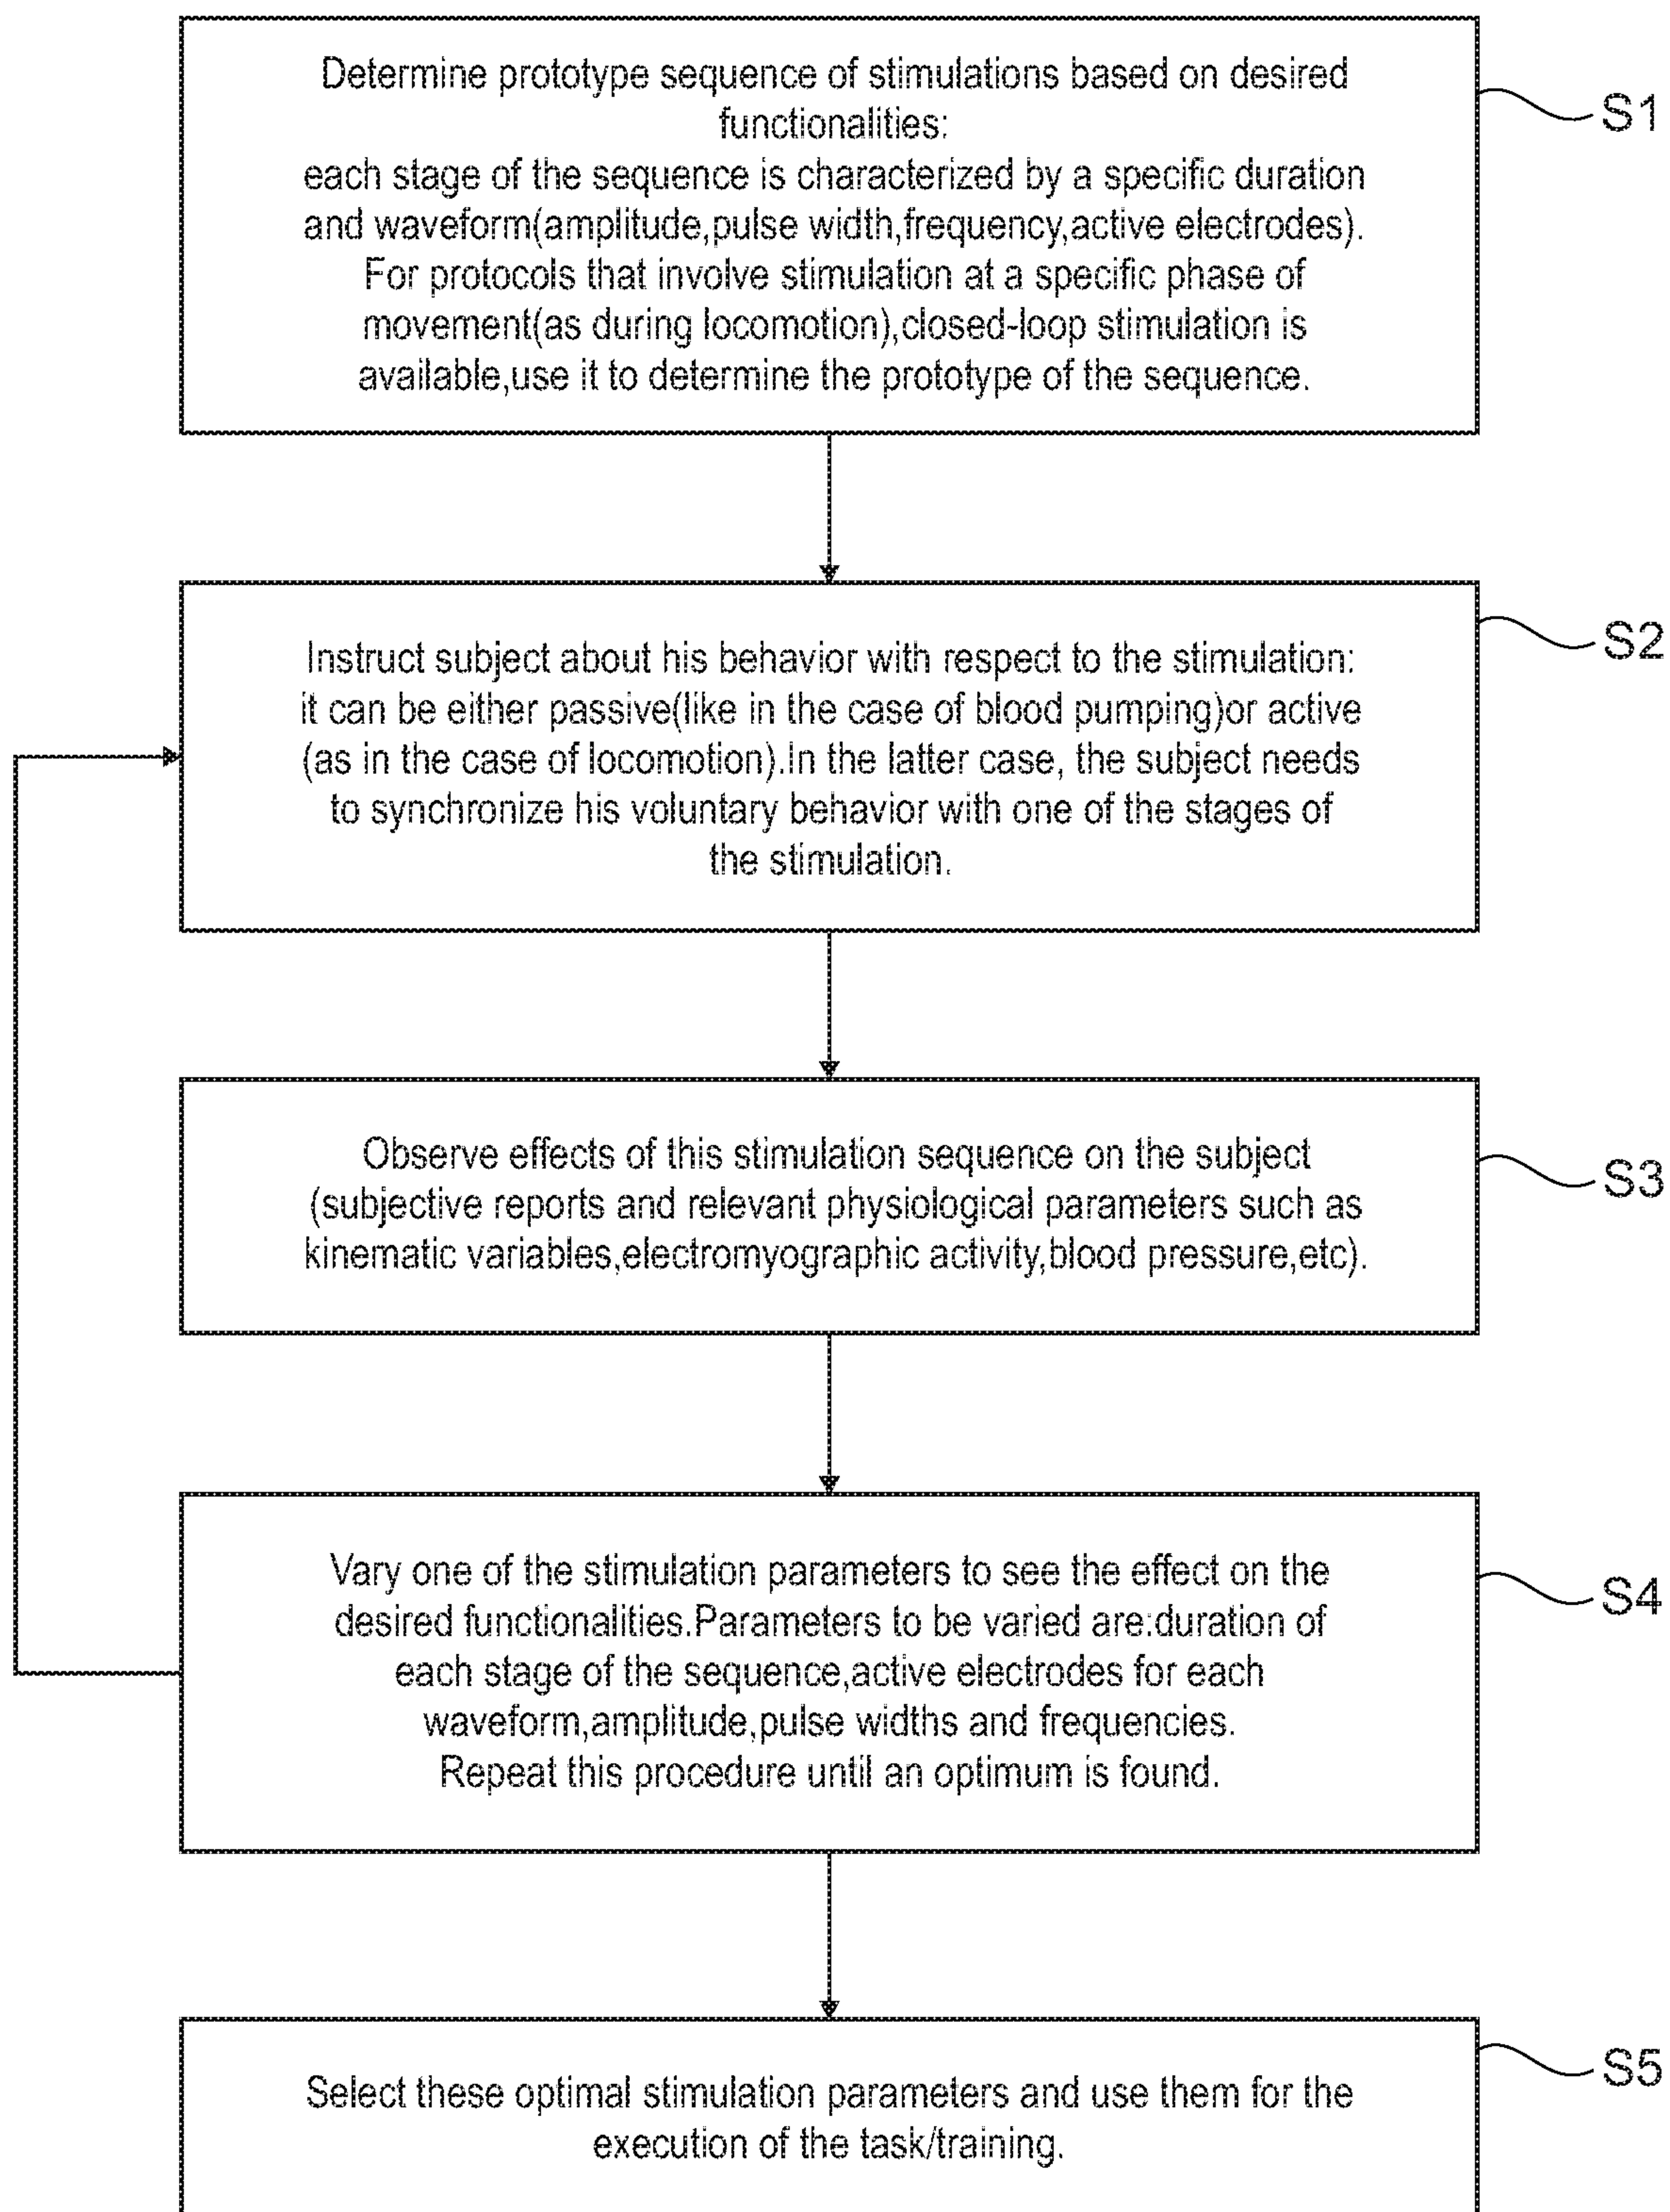 Determine prototype sequence of stimulations based on desired
functionalities:
each stage of the sequence is characterized by a specific duration
and waveform(amplitude,pulse width,frequency,active electrodes).
For protocols that involve stimulation at a specific phase of
movement(as during locomotion),closed-loop stimulation is
available,use it to determine the prototype of the sequence.
S1
Instruct subject about his behavior with respect to the stimulation:
it can be either passive(like in the case of blood pumping)or active
(as in the case of locomotion).In the latter case, the subject needs
to synchronize his voluntary behavior with one of the stages of
the stimulation.
S2
Observe effects of this stimulation sequence on the subject
(subjective reports and relevant physiological parameters such as
kinematic variables,electromyographic activity,blood pressure,etc).
S3
Vary one of the stimulation parameters to see the effect on the
desired functionalities.Parameters to be varied are:duration of
each stage of the sequence,active electrodes for each
waveform,amplitude,pulse widths and frequencies.
Repeat this procedure until an optimum is found.
S4
Select these optimal stimulation parameters and use them for the
execution of the task/training.
S5